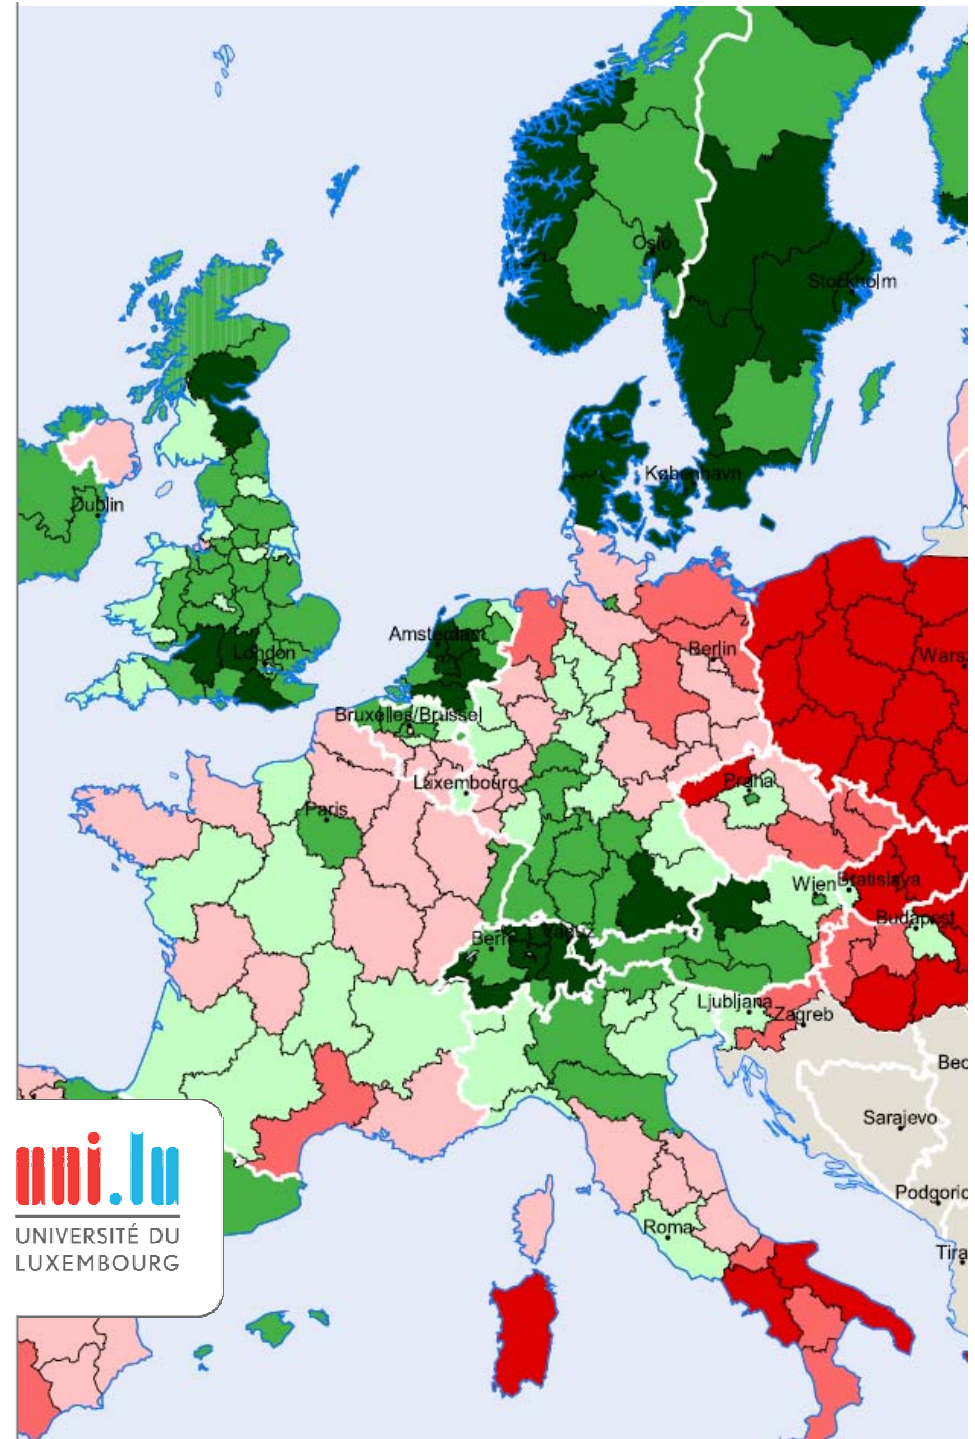 Oslo
Stockholm
København
Dublin
London
Amsterdam
Berlin
Wars
Bruxelles/Brussel
Luxembourg
Praha
Paris
Wien
Bratislava
Budapest
Bern
Vaduz
Ljubljana
Zagreb
Beo
Sarajevo
Podgoric
Roma
Tira
uni.lu
UNIVERSITÉ DU
LUXEMBOURG